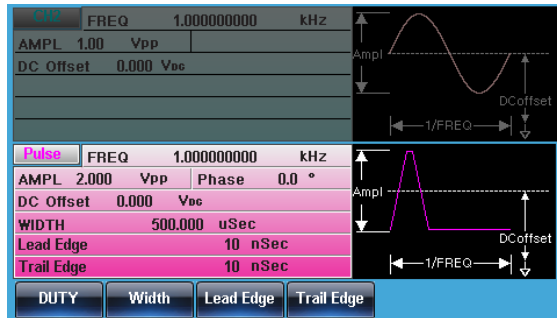 FREQ 1.000000000 kHz
AMPL 1.00 Vpp
DC Offset 0.000 VDC
Ampl
DCoffset
1/FREQ
Pulse FREQ 1.000000000 kHz
AMPL 2.000 Vpp Phase 0.0 °
DC Offset 0.000 VDC
WIDTH 500.000 uSec
Lead Edge 10 nSec
Trail Edge 10 nSec
Ampl
DCoffset
1/FREQ
DUTY Width Lead Edge Trail Edge